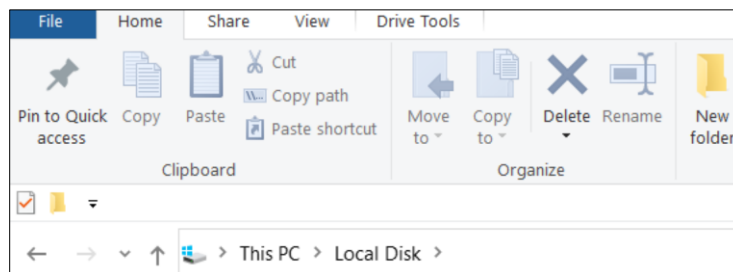 File Home Share View Drive Tools
Pin to Quick access
Copy
Paste
Cut
Copy path
Paste shortcut
Clipboard
Move to
Copy to
Delete
Rename
Organize
New folder
This PC > Local Disk >